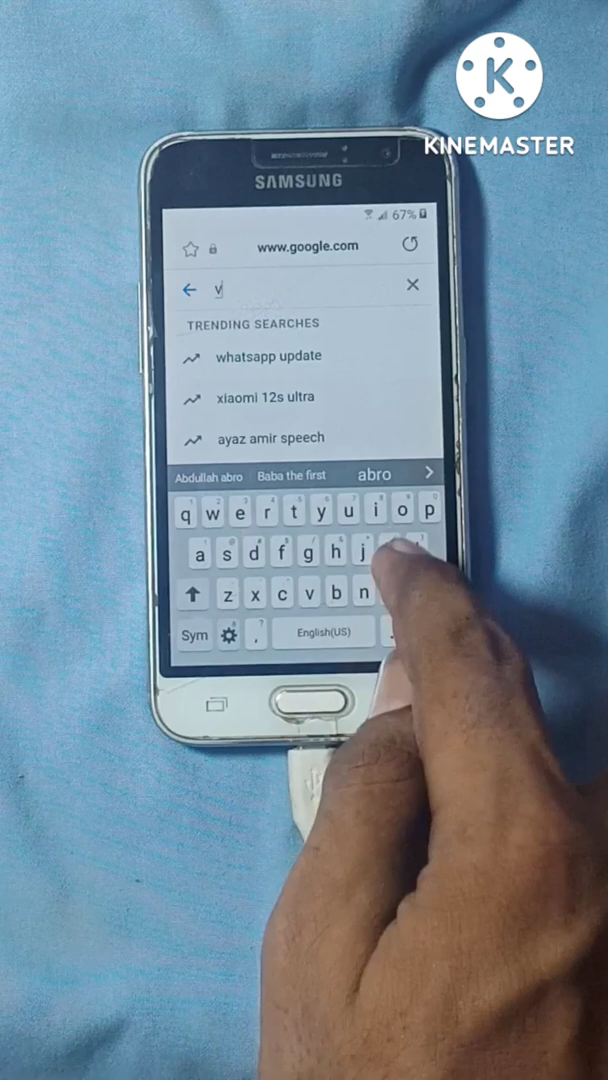 KINEMASTER
SAMSUNG
67%
www.google.com
v
TRENDING SEARCHES
whatsapp update
xiaomi 12s ultra
ayaz amir speech
Abdullah abro Baba the first abro
q w e r t y u i o p
a s d f g h j
z x c v b n
Sym , English(US) .